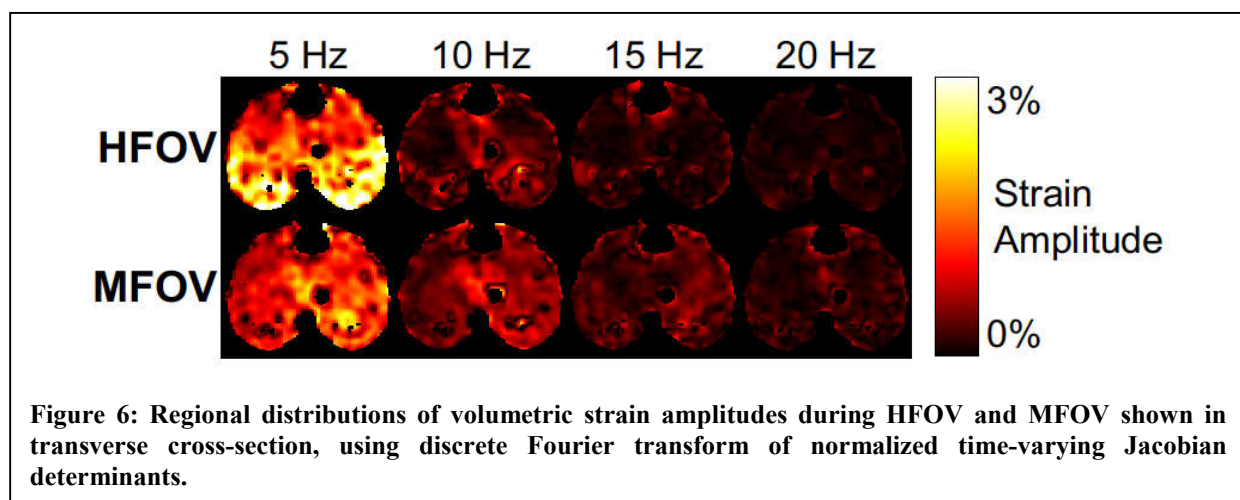 5 Hz 10 Hz 15 Hz 20 Hz
HFOV
MFOV
3%
Strain
Amplitude
0%
Figure 6: Regional distributions of volumetric strain amplitudes during HFOV and MFOV shown in
transverse cross-section, using discrete Fourier transform of normalized time-varying Jacobian
determinants.